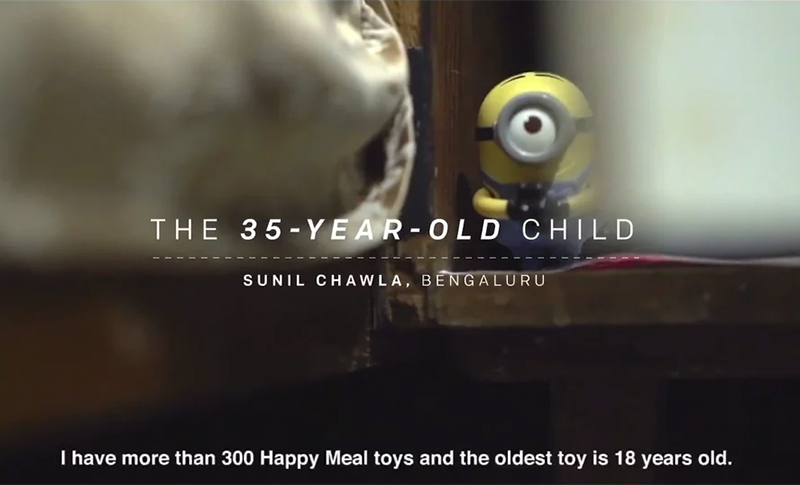 THE 35-YEAR-OLD CHILD
SUNIL CHAWLA, BENGALURU
I have more than 300 Happy Meal toys and the oldest toy is 18 years old.